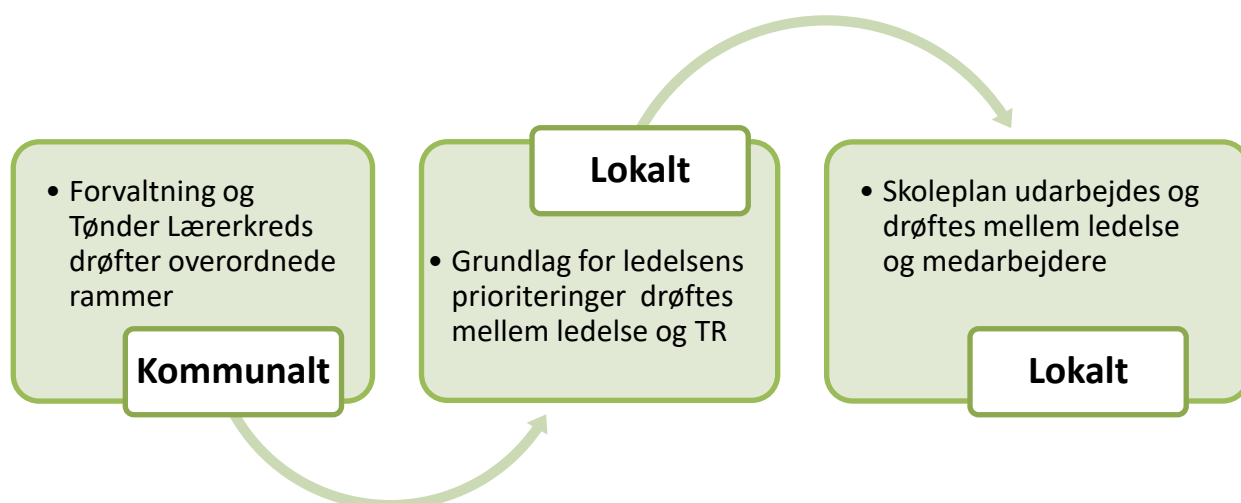 • Forvaltning og
Tønder Lærerkreds
drøfter overordnede
rammer
Kommunalt
Lokalt
• Grundlag for ledelsens
prioriteringer  drøftes
mellem ledelse og TR
• Skoleplan udarbejdes og
drøftes mellem ledelse
og medarbejdere
Lokalt